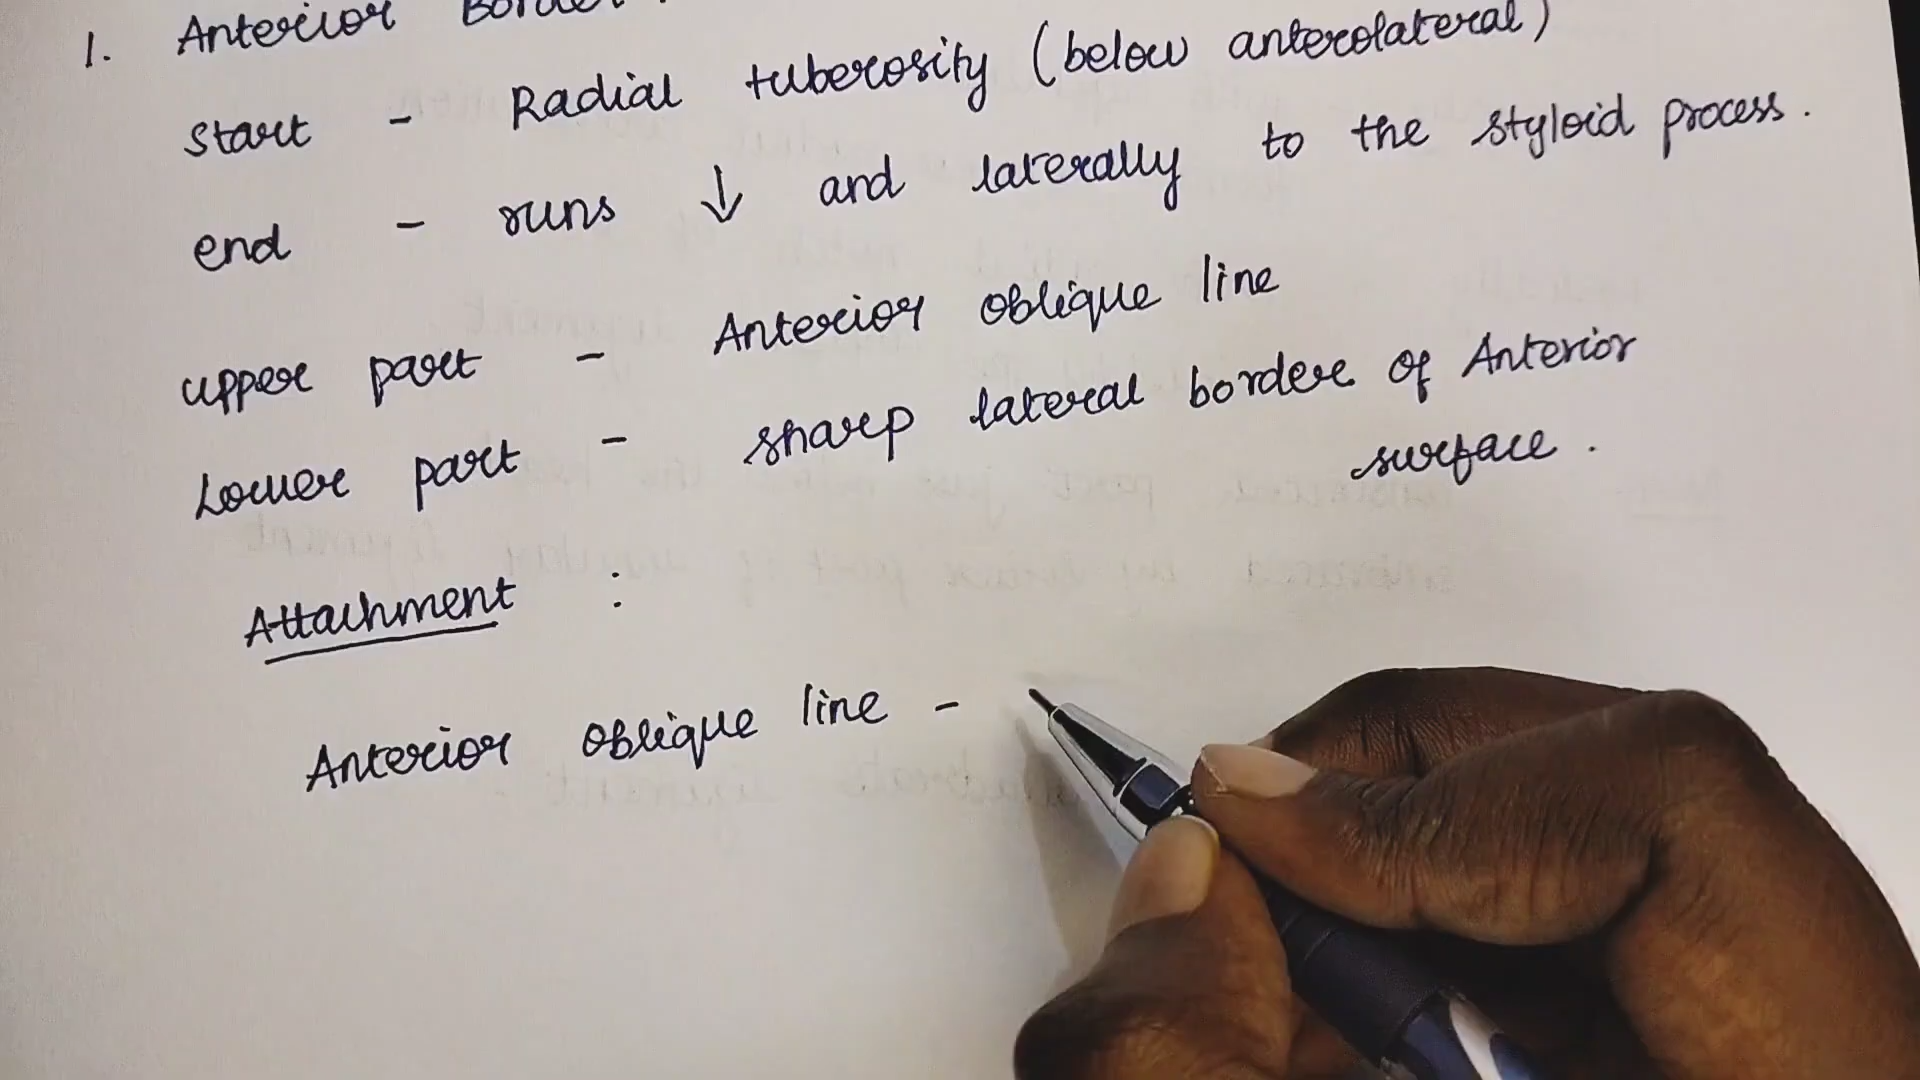 1. Anterior Border
start - Radial tuberosity (below anterolateral)
end - runs ↓ and laterally to the styloid process.
upper part - Anterior oblique line
Lower part - sharp lateral border of Anterior
surface.
Attachment :
Anterior oblique line -